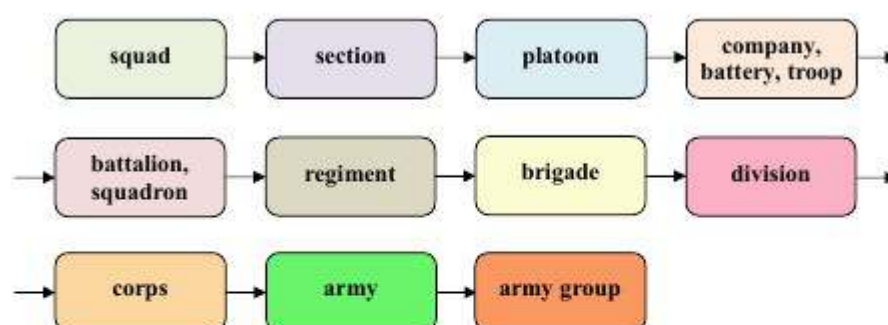 squad
section
platoon
company,
battery, troop
battalion,
squadron
regiment
brigade
division
corps
army
army group